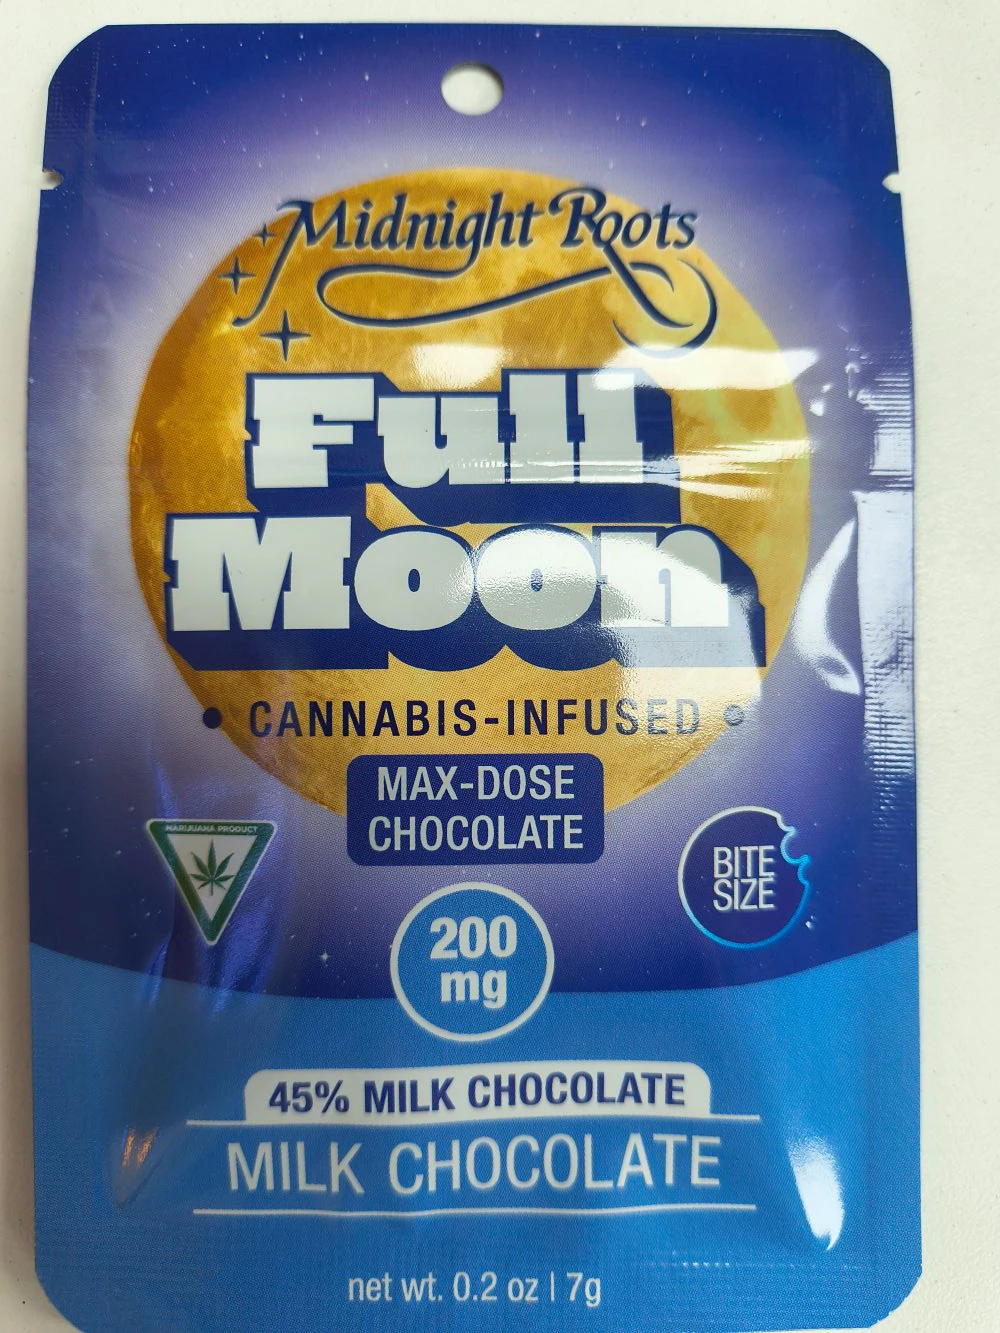 Midnight Roots
Full
Moon
• CANNABIS-INFUSED •
MAX-DOSE
CHOCOLATE
MARIJUANA PRODUCT
BITE
SIZE
200
mg
45% MILK CHOCOLATE
MILK CHOCOLATE
net wt. 0.2 oz | 7g